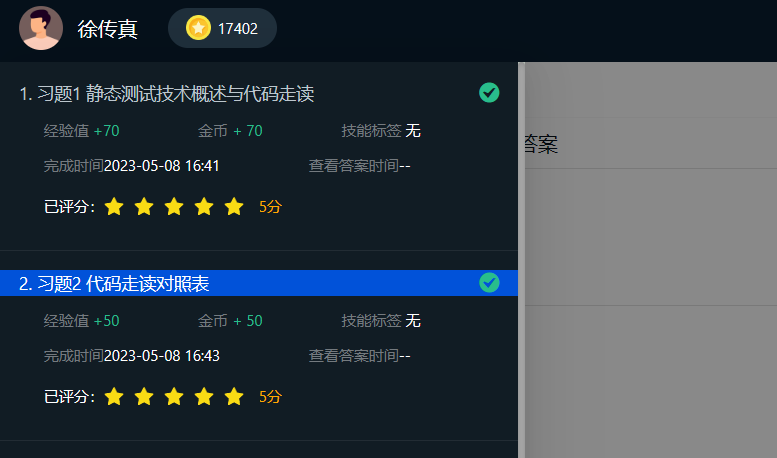 徐传真 17402
1. 习题1 静态测试技术概述与代码走读
经验值 +70 金币 + 70 技能标签 无
完成时间2023-05-08 16:41 查看答案时间--
已评分： 5分
答案
2. 习题2 代码走读对照表
经验值 +50 金币 + 50 技能标签 无
完成时间2023-05-08 16:43 查看答案时间--
已评分： 5分